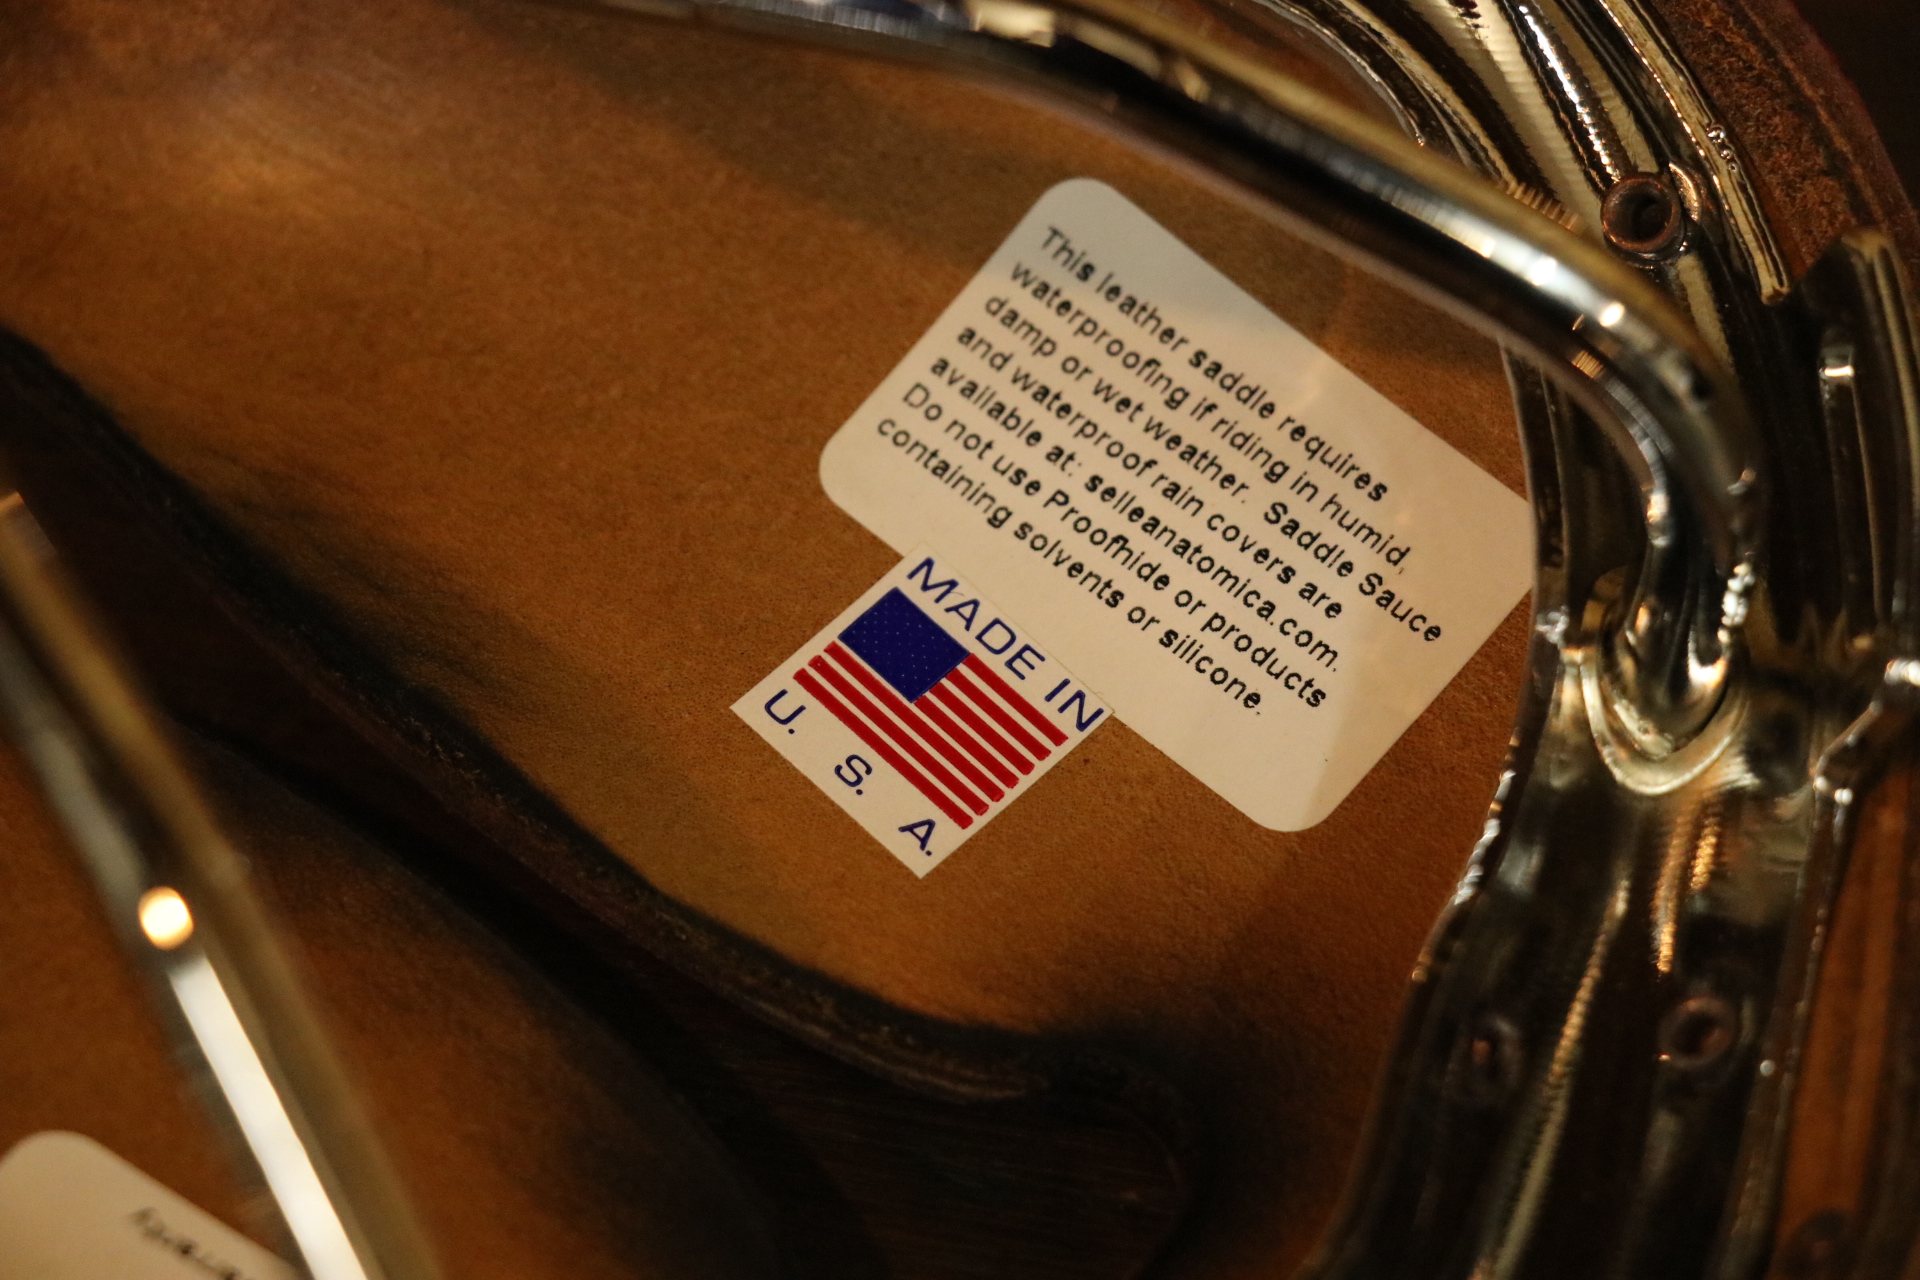 This leather saddle requires
waterproofing if riding in humid,
damp or wet weather. Saddle Sauce
and waterproof rain covers are
available at: selleanatomica.com.
Do not use Proofhide or products
containing solvents or silicone.
MADE IN
U. S. A.